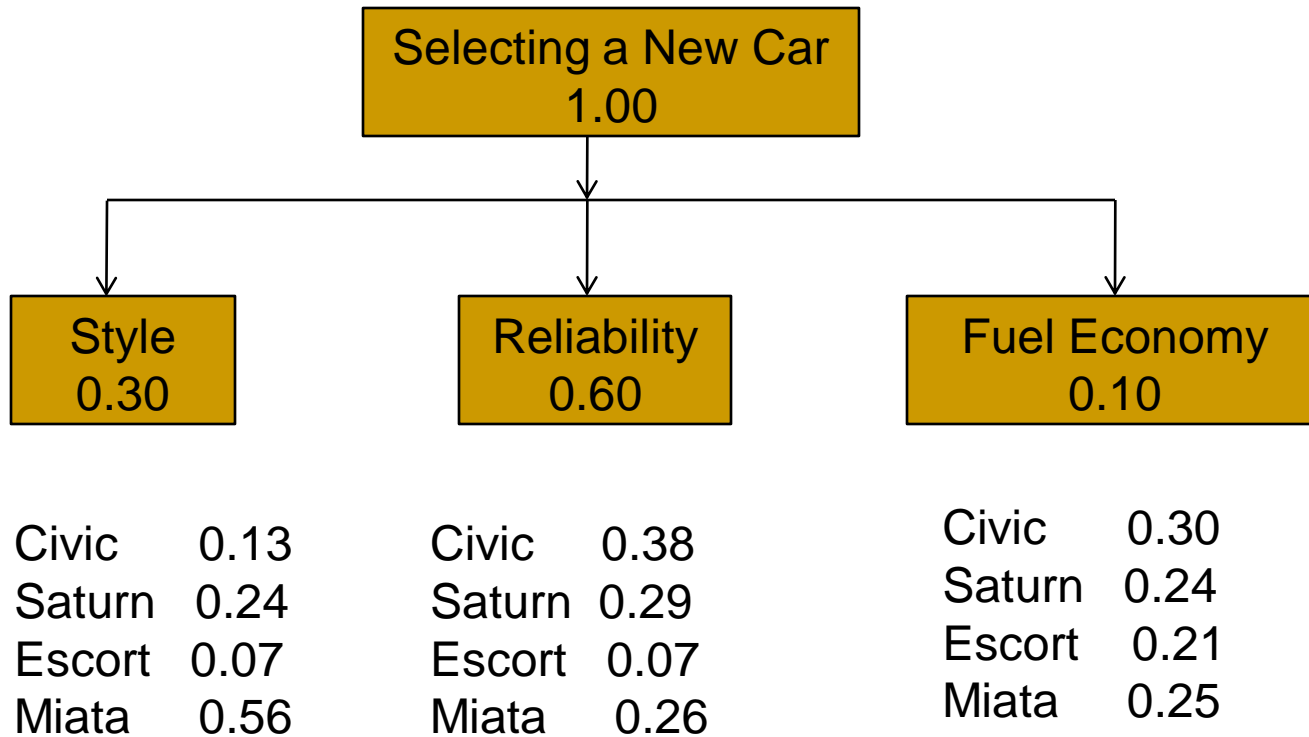 Selecting a New Car
1.00
Style
0.30
Reliability
0.60
Fuel Economy
0.10
Civic 0.13
Saturn 0.24
Escort 0.07
Miata 0.56
Civic 0.38
Saturn 0.29
Escort 0.07
Miata 0.26
Civic 0.30
Saturn 0.24
Escort 0.21
Miata 0.25